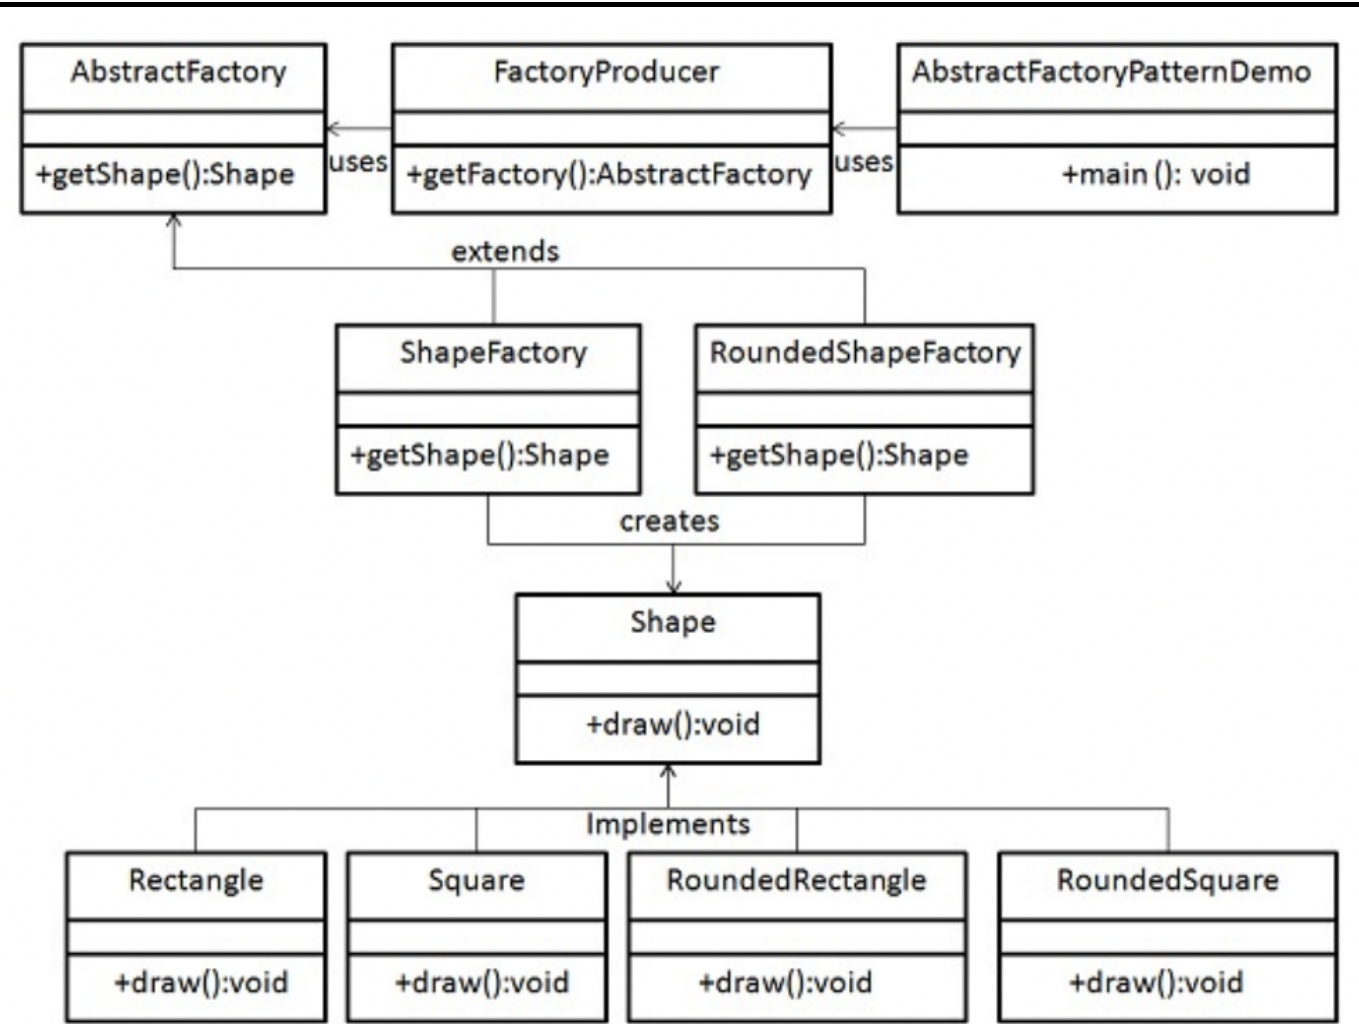 AbstractFactory
+getShape():Shape
uses
FactoryProducer
+getFactory():AbstractFactory
uses
AbstractFactoryPatternDemo
+main (): void
extends
ShapeFactory
+getShape():Shape
RoundedShapeFactory
+getShape():Shape
creates
Shape
+draw():void
Implements
Rectangle
+draw():void
Square
+draw():void
RoundedRectangle
+draw():void
RoundedSquare
+draw():void